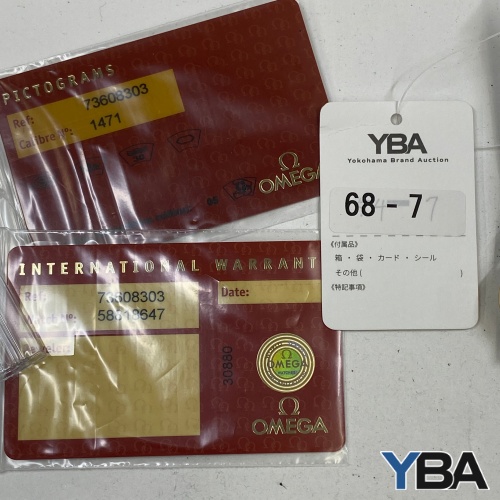 PICTOGRAMS
Ref: 73608303
Calibre N°: 1471
Ω
OMEGA
INTERNATIONAL WARRANT
Ref: 73608303
Date:
30880
Ω
OMEGA
Ω
OMEGA
YBA
Yokohama Brand Auction
68-7
《付属品》
箱・袋・カード・シール
その他( )
《特記事項》
YBA